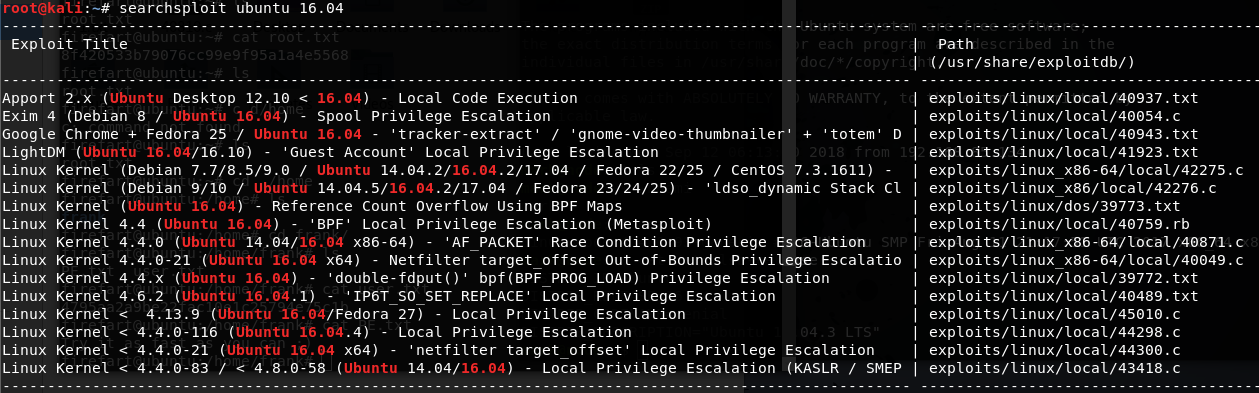 root@kali:~# searchsploit ubuntu 16.04
--------------------------------------------------------------------------------
Exploit Title | Path
| (/usr/share/exploitdb/)
--------------------------------------------------------------------------------
Apport 2.x (Ubuntu Desktop 12.10 < 16.04) - Local Code Execution | exploits/linux/local/40937.txt
Exim 4 (Debian 8 / Ubuntu 16.04) - Spool Privilege Escalation | exploits/linux/local/40054.c
Google Chrome + Fedora 25 / Ubuntu 16.04 - 'tracker-extract' / 'gnome-video-thumbnailer' + 'totem' D | exploits/linux/local/40943.txt
LightDM (Ubuntu 16.04/16.10) - 'Guest Account' Local Privilege Escalation | exploits/linux/local/41923.txt
Linux Kernel (Debian 7.7/8.5/9.0 / Ubuntu 14.04.2/16.04.2/17.04 / Fedora 22/25 / CentOS 7.3.1611) - | exploits/linux_x86-64/local/42275.c
Linux Kernel (Debian 9/10 / Ubuntu 14.04.5/16.04.2/17.04 / Fedora 23/24/25) - 'ldso_dynamic Stack Cl | exploits/linux_x86/local/42276.c
Linux Kernel (Ubuntu 16.04) - Reference Count Overflow Using BPF Maps | exploits/linux/dos/39773.txt
Linux Kernel 4.4 (Ubuntu 16.04) - 'BPF' Local Privilege Escalation (Metasploit) | exploits/linux/local/40759.rb
Linux Kernel 4.4.0 (Ubuntu 14.04/16.04 x86-64) - 'AF_PACKET' Race Condition Privilege Escalation | exploits/linux_x86-64/local/40871.c
Linux Kernel 4.4.0-21 (Ubuntu 16.04 x64) - Netfilter target_offset Out-of-Bounds Privilege Escalatio | exploits/linux_x86-64/local/40049.c
Linux Kernel 4.4.x (Ubuntu 16.04) - 'double-fdput()' bpf(BPF_PROG_LOAD) Privilege Escalation | exploits/linux/local/39772.txt
Linux Kernel 4.6.2 (Ubuntu 16.04.1) - 'IP6T_SO_SET_REPLACE' Local Privilege Escalation | exploits/linux/local/40489.txt
Linux Kernel < 4.13.9 (Ubuntu 16.04/Fedora 27) - Local Privilege Escalation | exploits/linux/local/45010.c
Linux Kernel < 4.4.0-116 (Ubuntu 16.04.4) - Local Privilege Escalation | exploits/linux/local/44298.c
Linux Kernel < 4.4.0-21 (Ubuntu 16.04 x64) - 'netfilter target_offset' Local Privilege Escalation | exploits/linux/local/44300.c
Linux Kernel < 4.4.0-83 / < 4.8.0-58 (Ubuntu 14.04/16.04) - Local Privilege Escalation (KASLR / SMEP | exploits/linux/local/43418.c
--------------------------------------------------------------------------------